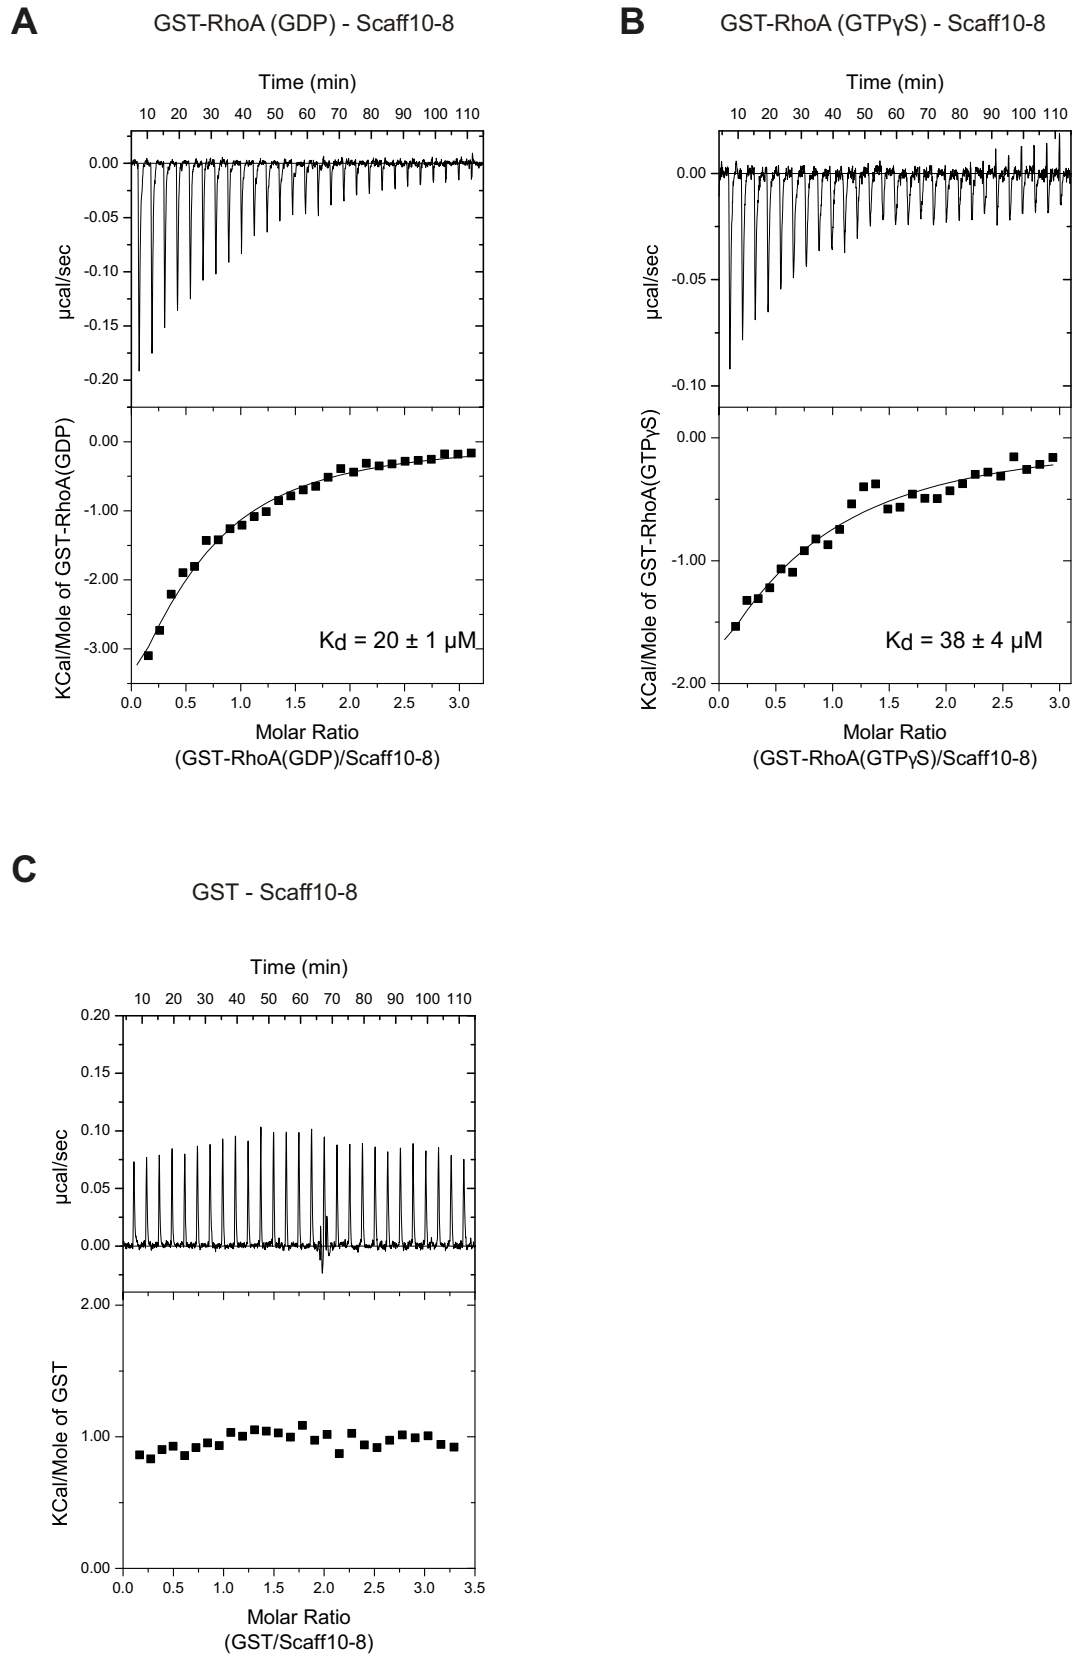 A
GST-RhoA (GDP) - Scaff10-8
Time (min)
10 20 30 40 50 60 70 80 90 100 110
0.00
-0.05
-0.10
-0.15
-0.20
µcal/sec
0.00
-1.00
-2.00
-3.00
KCal/Mole of GST-RhoA(GDP)
Kd = 20 ± 1 µM
0.0 0.5 1.0 1.5 2.0 2.5 3.0
Molar Ratio
(GST-RhoA(GDP)/Scaff10-8)
B
GST-RhoA (GTPγS) - Scaff10-8
Time (min)
10 20 30 40 50 60 70 80 90 100 110
0.00
-0.05
-0.10
µcal/sec
0.00
-1.00
-2.00
KCal/Mole of GST-RhoA(GTPγS)
Kd = 38 ± 4 µM
0.0 0.5 1.0 1.5 2.0 2.5 3.0
Molar Ratio
(GST-RhoA(GTPγS)/Scaff10-8)
C
GST - Scaff10-8
Time (min)
10 20 30 40 50 60 70 80 90 100 110
0.20
0.15
0.10
0.05
0.00
µcal/sec
2.00
1.00
0.00
KCal/Mole of GST
0.0 0.5 1.0 1.5 2.0 2.5 3.0 3.5
Molar Ratio
(GST/Scaff10-8)